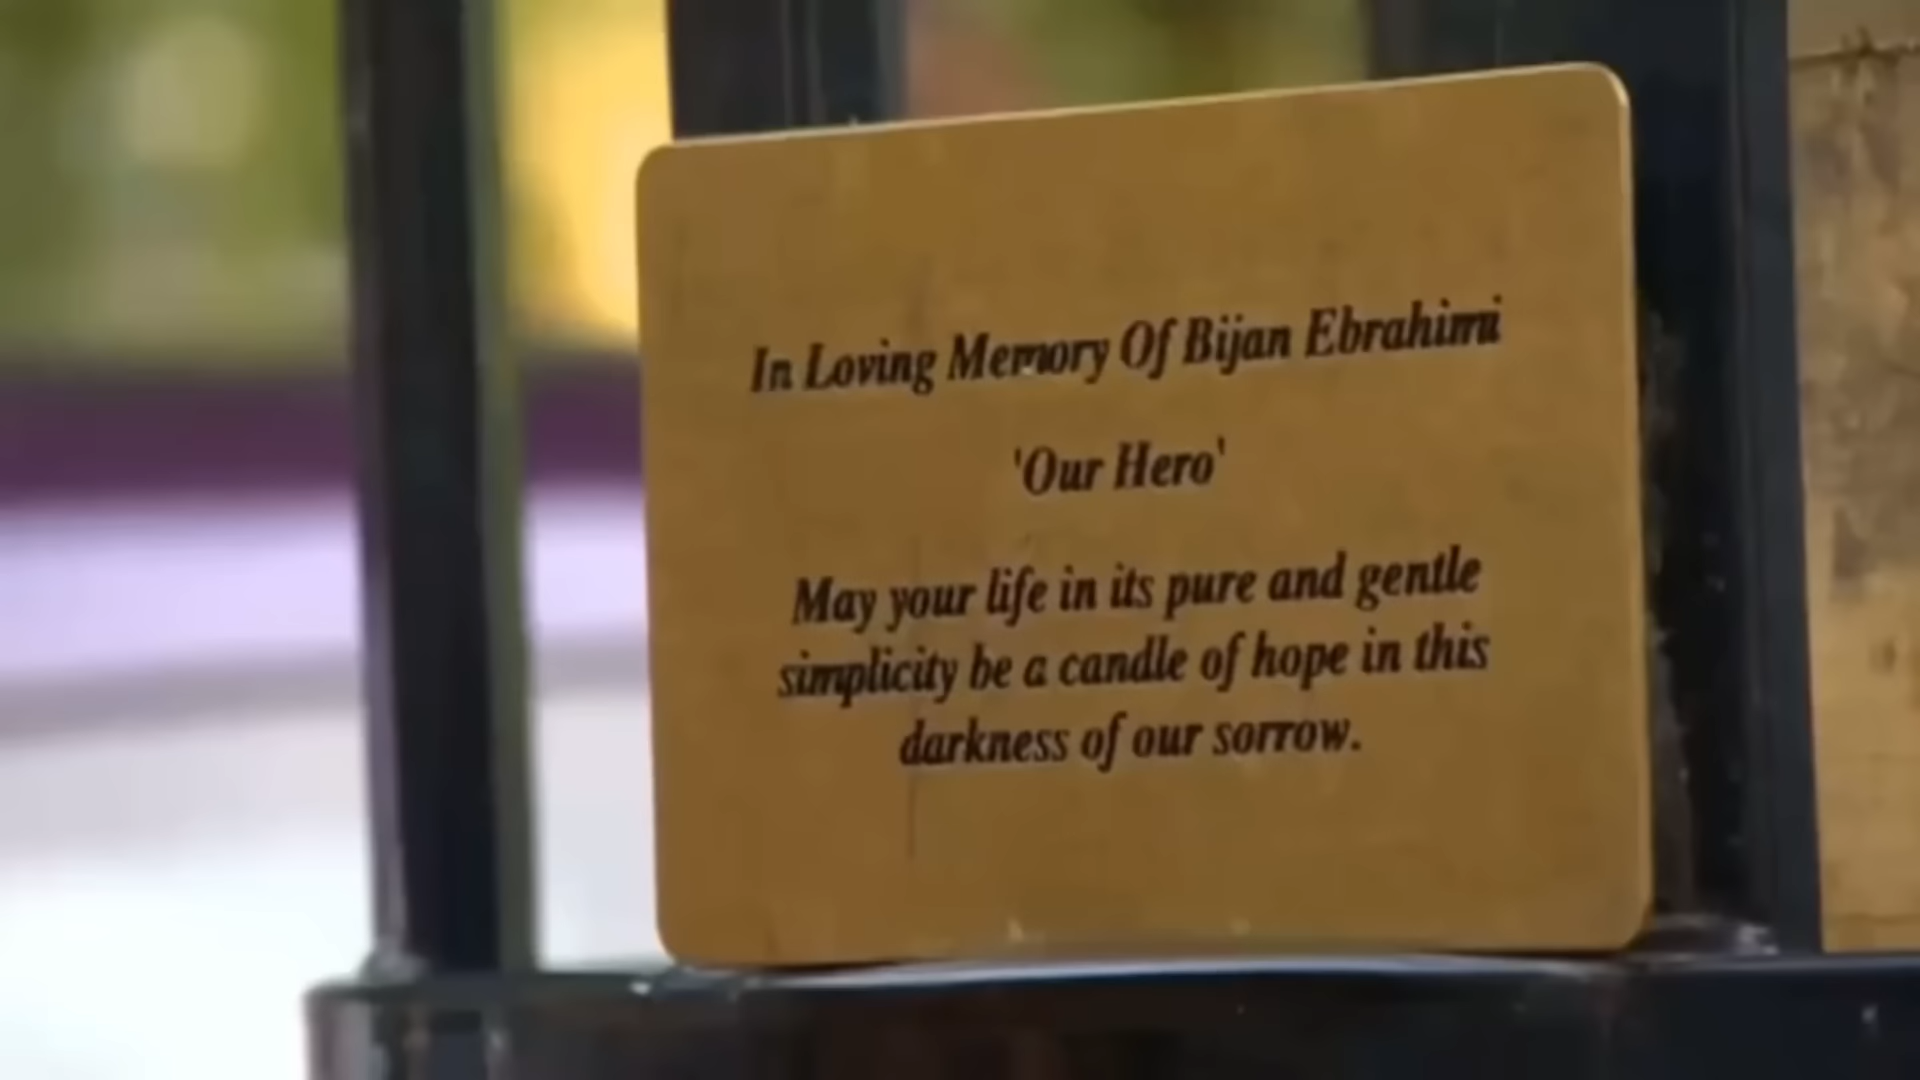 In Loving Memory Of Bijan Ebrahimi
'Our Hero'
May your life in its pure and gentle
simplicity be a candle of hope in this
darkness of our sorrow.